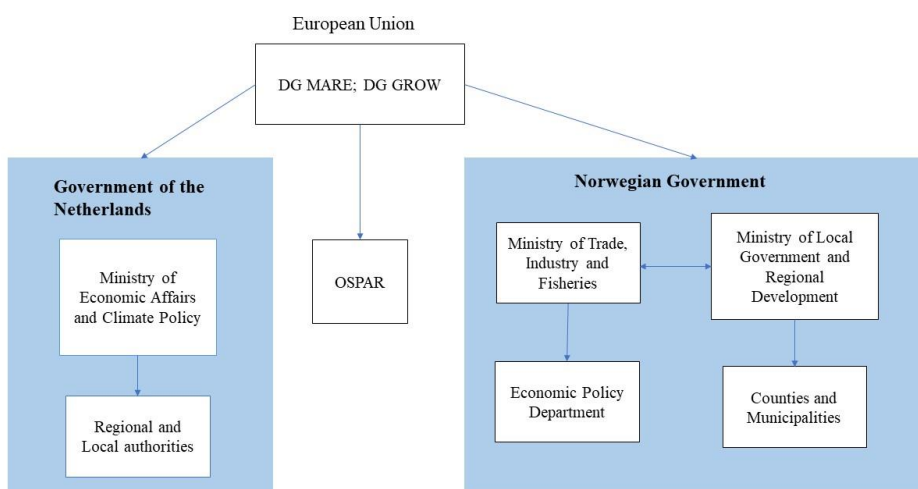 European Union
DG MARE; DG GROW
Government of the
Netherlands
Ministry of
Economic Affairs
and Climate Policy
Regional and
Local authorities
OSPAR
Norwegian Government
Ministry of Trade,
Industry and
Fisheries
Ministry of Local
Government and
Regional
Development
Economic Policy
Department
Counties and
Municipalities